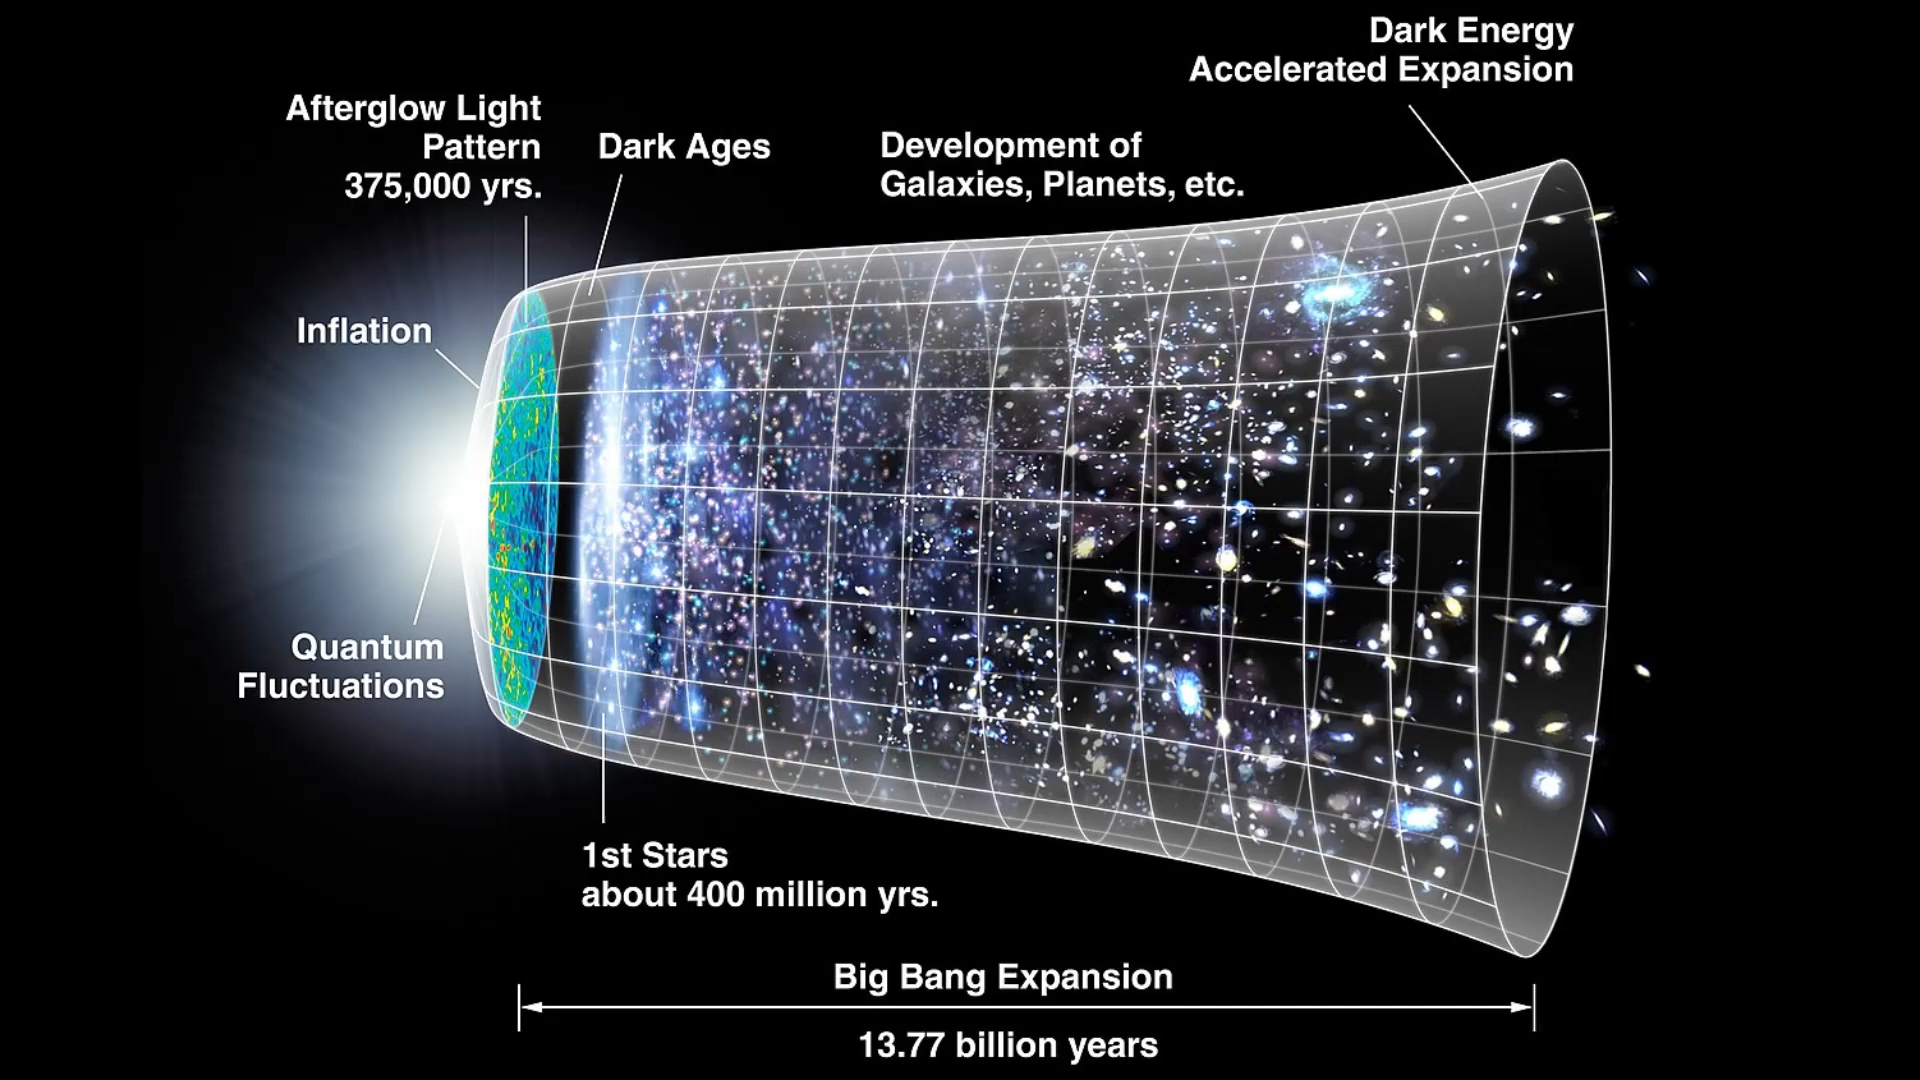 Dark Energy
Accelerated Expansion
Afterglow Light
Pattern
375,000 yrs.
Dark Ages
Development of
Galaxies, Planets, etc.
Inflation
Quantum
Fluctuations
1st Stars
about 400 million yrs.
Big Bang Expansion
13.77 billion years